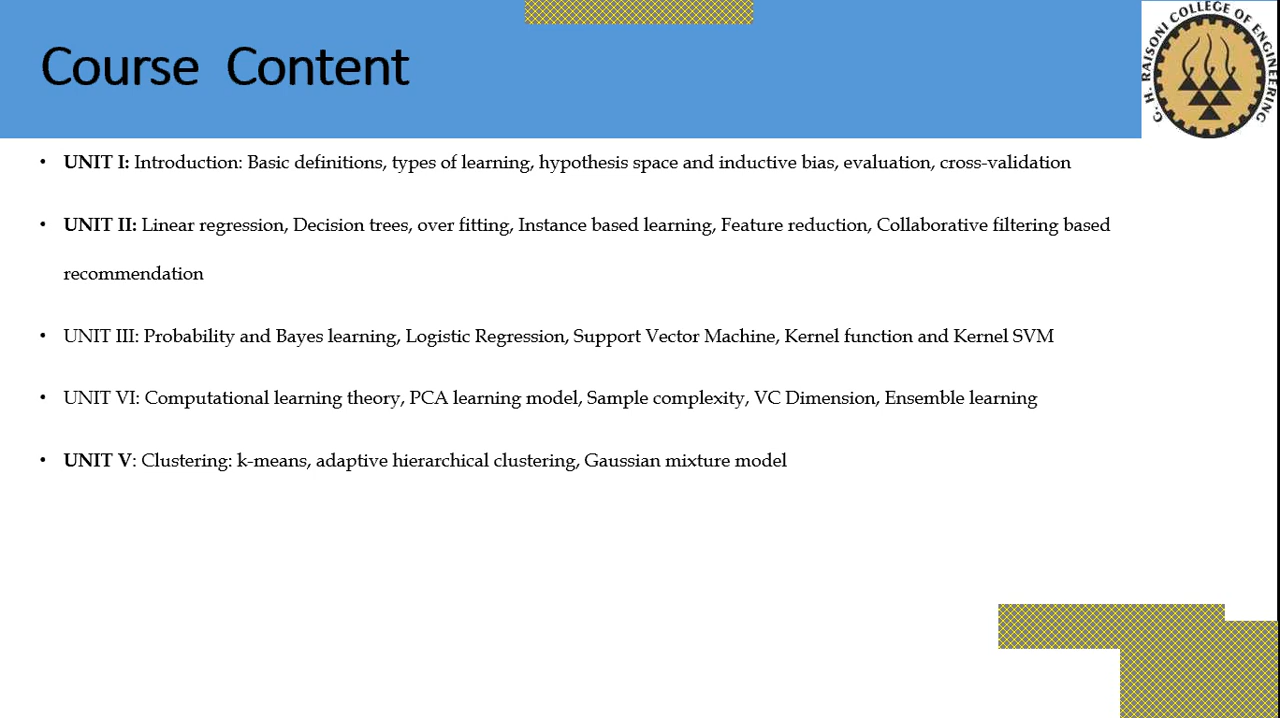 Course Content
G. H. RAISONI COLLEGE OF ENGINEERING
• UNIT I: Introduction: Basic definitions, types of learning, hypothesis space and inductive bias, evaluation, cross-validation
• UNIT II: Linear regression, Decision trees, over fitting, Instance based learning, Feature reduction, Collaborative filtering based
recommendation
• UNIT III: Probability and Bayes learning, Logistic Regression, Support Vector Machine, Kernel function and Kernel SVM
• UNIT VI: Computational learning theory, PCA learning model, Sample complexity, VC Dimension, Ensemble learning
• UNIT V: Clustering: k-means, adaptive hierarchical clustering, Gaussian mixture model